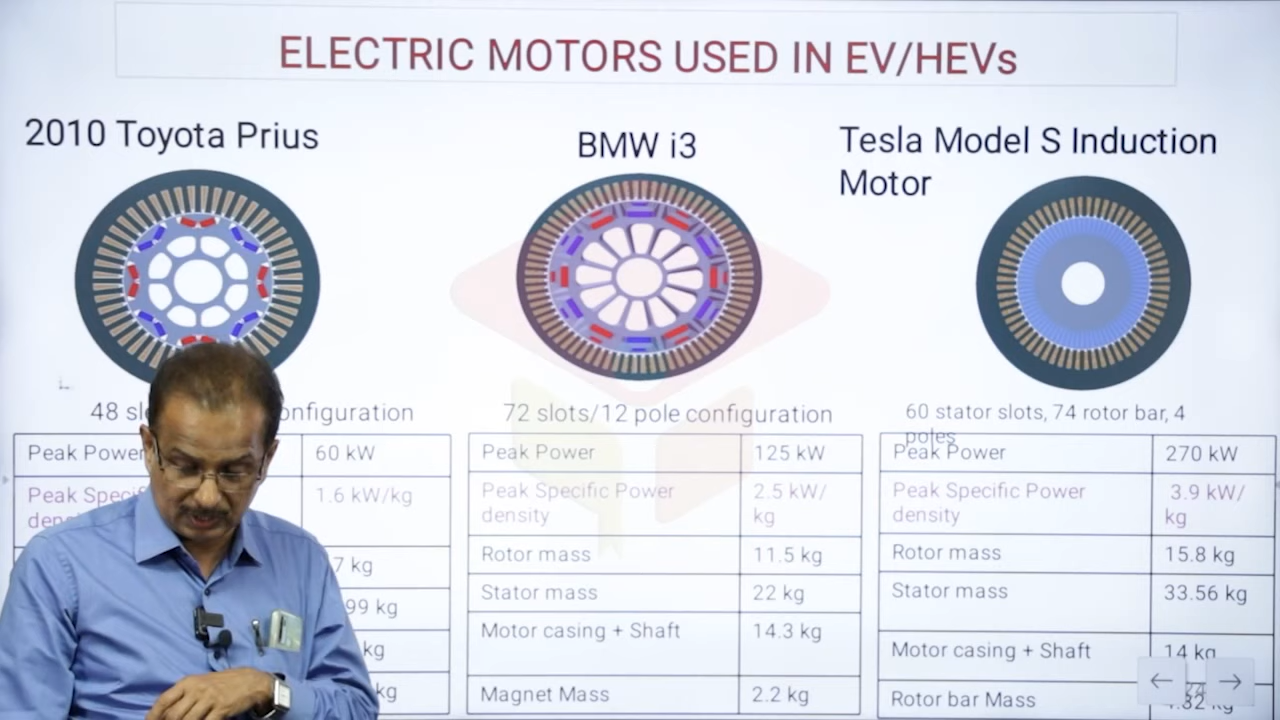 ELECTRIC MOTORS USED IN EV/HEVs
2010 Toyota Prius
BMW i3
Tesla Model S Induction
Motor
48
onfiguration
Peak Power
60 kW
Peak Speci
1.6 kW/kg
7 kg
99 kg
kg
kg
72 slots/12 pole configuration
Peak Power
125 kW
Peak Specific Power
density
2.5 kW/
kg
Rotor mass
11.5 kg
Stator mass
22 kg
Motor casing + Shaft
14.3 kg
Magnet Mass
2.2 kg
60 stator slots, 74 rotor bar, 4
poles
Peak Power
270 kW
Peak Specific Power
density
3.9 kW/
kg
Rotor mass
15.8 kg
Stator mass
33.56 kg
Motor casing + Shaft
14 kg
Rotor bar Mass